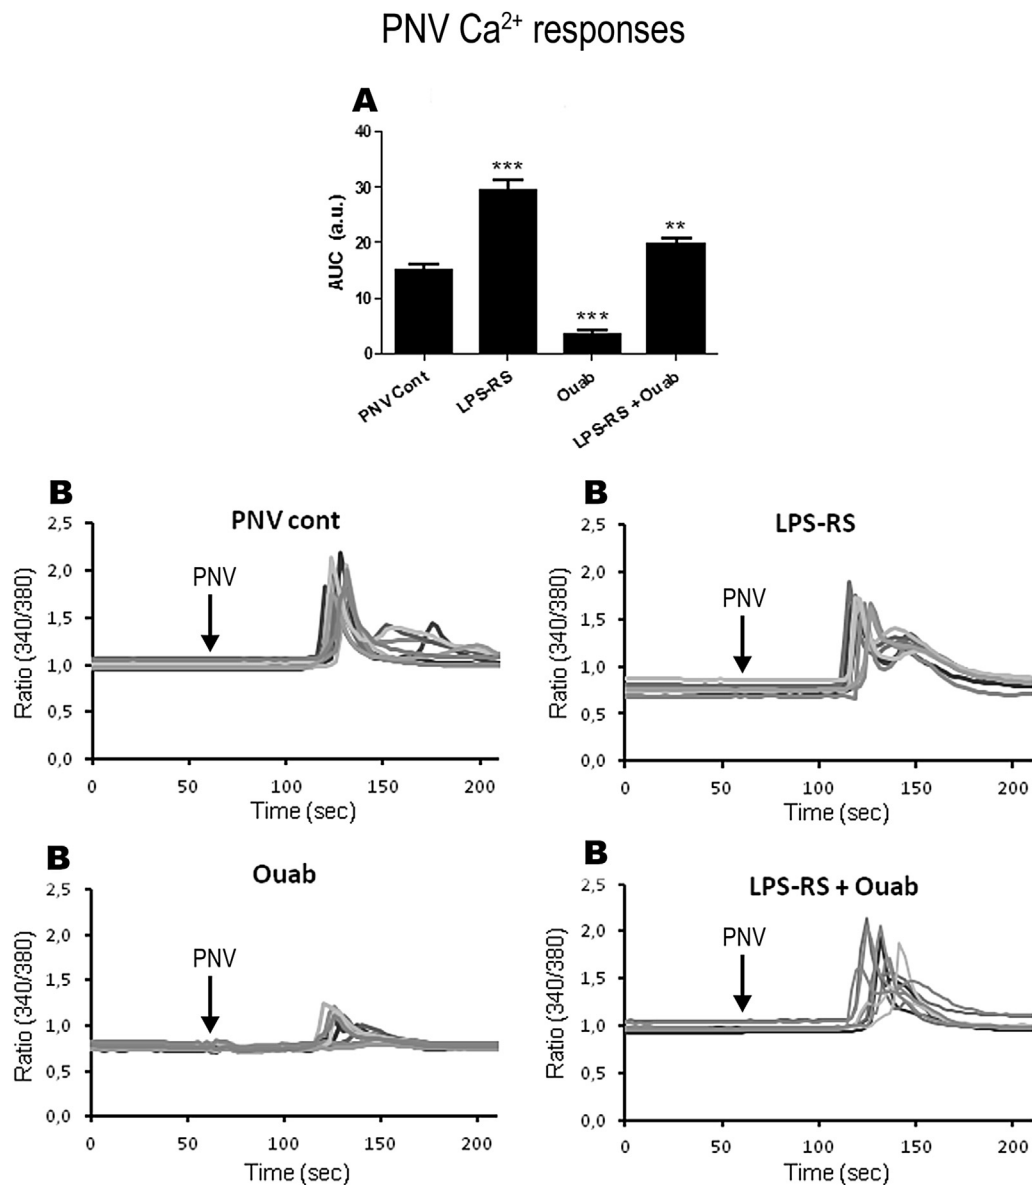 PNV Ca²⁺ responses
A
40
30
20
10
0
AUC (a.u.)
***
***
**
PNV Cont
LPS-RS
Ouab
LPS-RS + Ouab
B
PNV cont
2,5
2,0
1,5
1,0
0,5
0,0
Ratio (340/380)
PNV
0
50
100
150
200
Time (sec)
B
LPS-RS
2,5
2,0
1,5
1,0
0,5
0,0
Ratio (340/380)
PNV
0
50
100
150
200
Time (sec)
B
Ouab
2,5
2,0
1,5
1,0
0,5
0,0
Ratio (340/380)
PNV
0
50
100
150
200
Time (sec)
B
LPS-RS + Ouab
2,5
2,0
1,5
1,0
0,5
0,0
Ratio (340/380)
PNV
0
50
100
150
200
Time (sec)